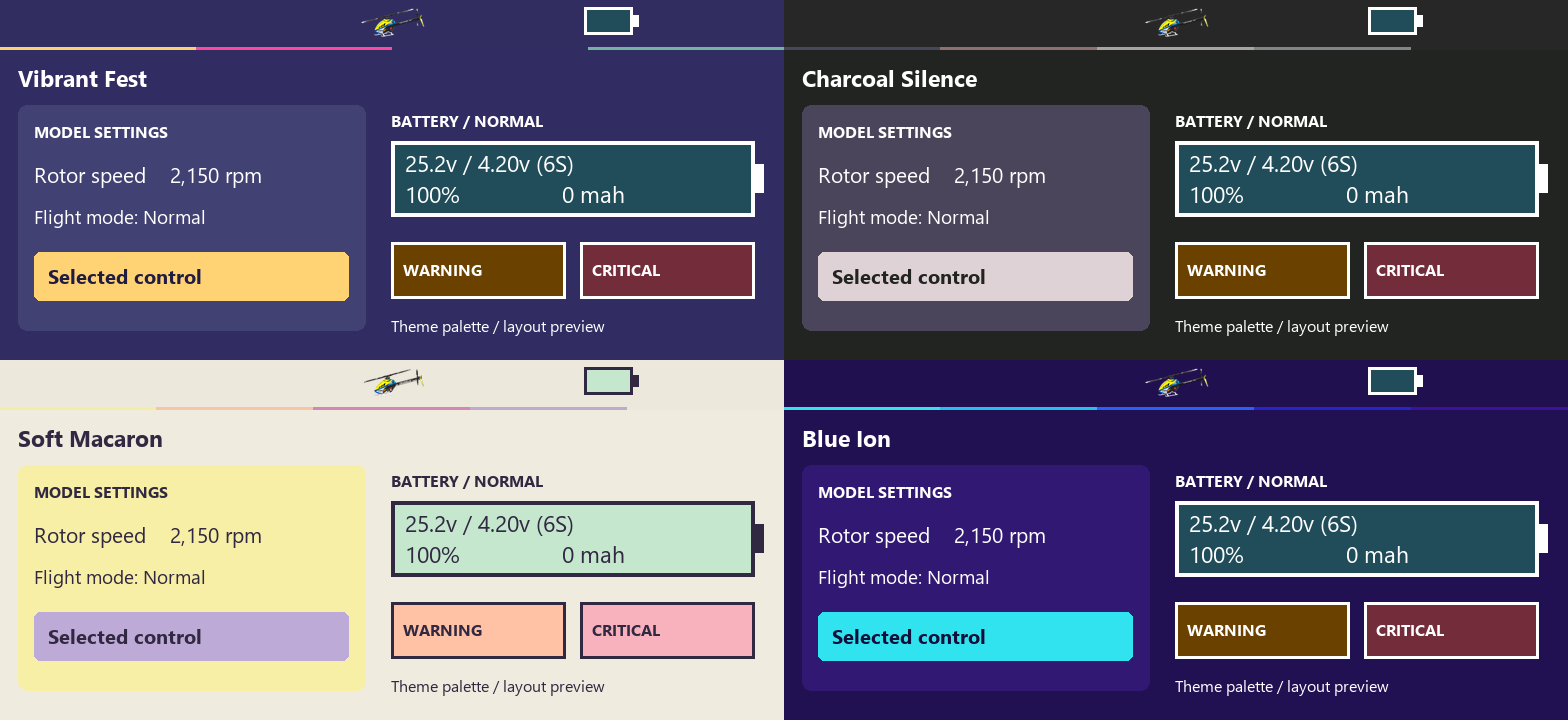 Vibrant Fest
MODEL SETTINGS
Rotor speed 2,150 rpm
Flight mode: Normal
Selected control
BATTERY / NORMAL
25.2v / 4.20v (6S)
100% 0 mah
WARNING
CRITICAL
Theme palette / layout preview
Charcoal Silence
MODEL SETTINGS
Rotor speed 2,150 rpm
Flight mode: Normal
Selected control
BATTERY / NORMAL
25.2v / 4.20v (6S)
100% 0 mah
WARNING
CRITICAL
Theme palette / layout preview
Soft Macaron
MODEL SETTINGS
Rotor speed 2,150 rpm
Flight mode: Normal
Selected control
BATTERY / NORMAL
25.2v / 4.20v (6S)
100% 0 mah
WARNING
CRITICAL
Theme palette / layout preview
Blue Ion
MODEL SETTINGS
Rotor speed 2,150 rpm
Flight mode: Normal
Selected control
BATTERY / NORMAL
25.2v / 4.20v (6S)
100% 0 mah
WARNING
CRITICAL
Theme palette / layout preview